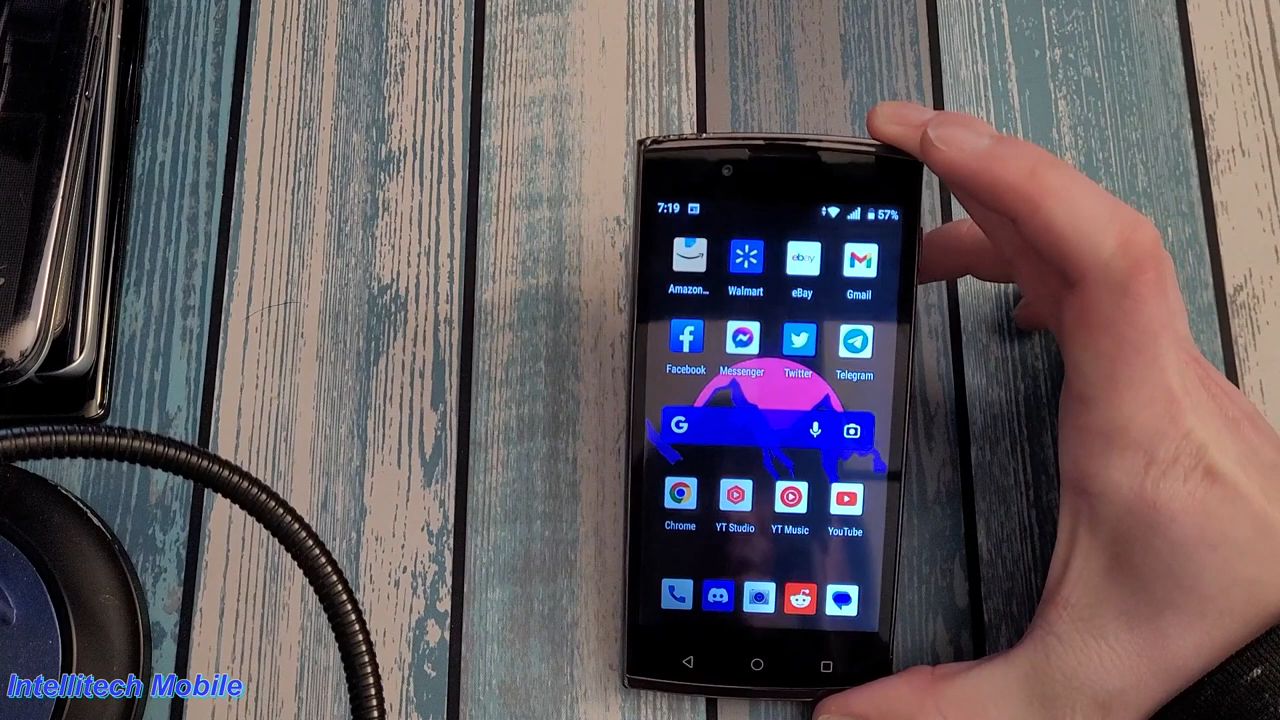 7:19 57%
Amazon... Walmart eBay Gmail
Facebook Messenger Twitter Telegram
G
Chrome YT Studio YT Music YouTube
Intellitech Mobile